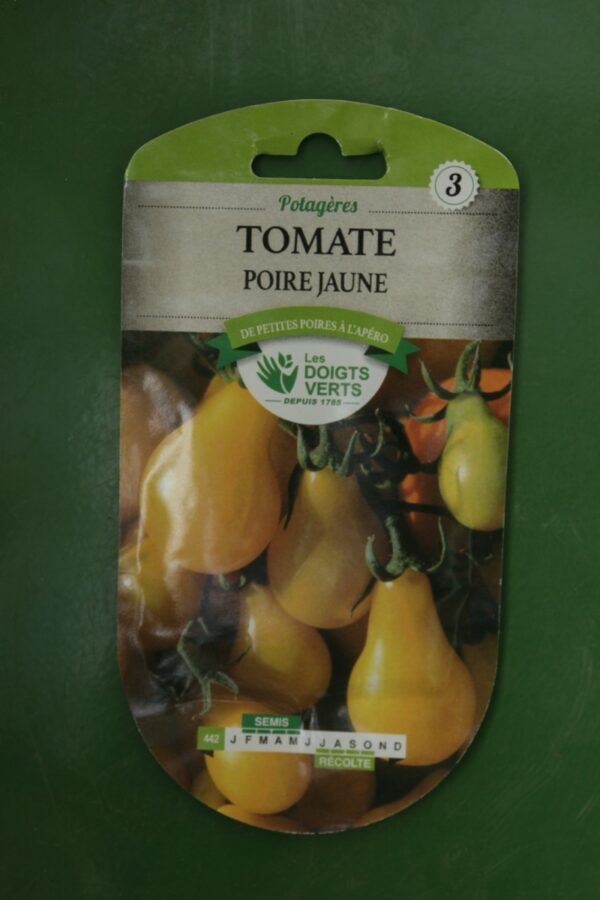 3
Potagères
TOMATE
POIRE JAUNE
DE PETITES POIRES À L'APÉRO
Les
DOIGTS
VERTS
DEPUIS 1785
SEMIS
442 J F M A M J J A S O N D
RÉCOLTE